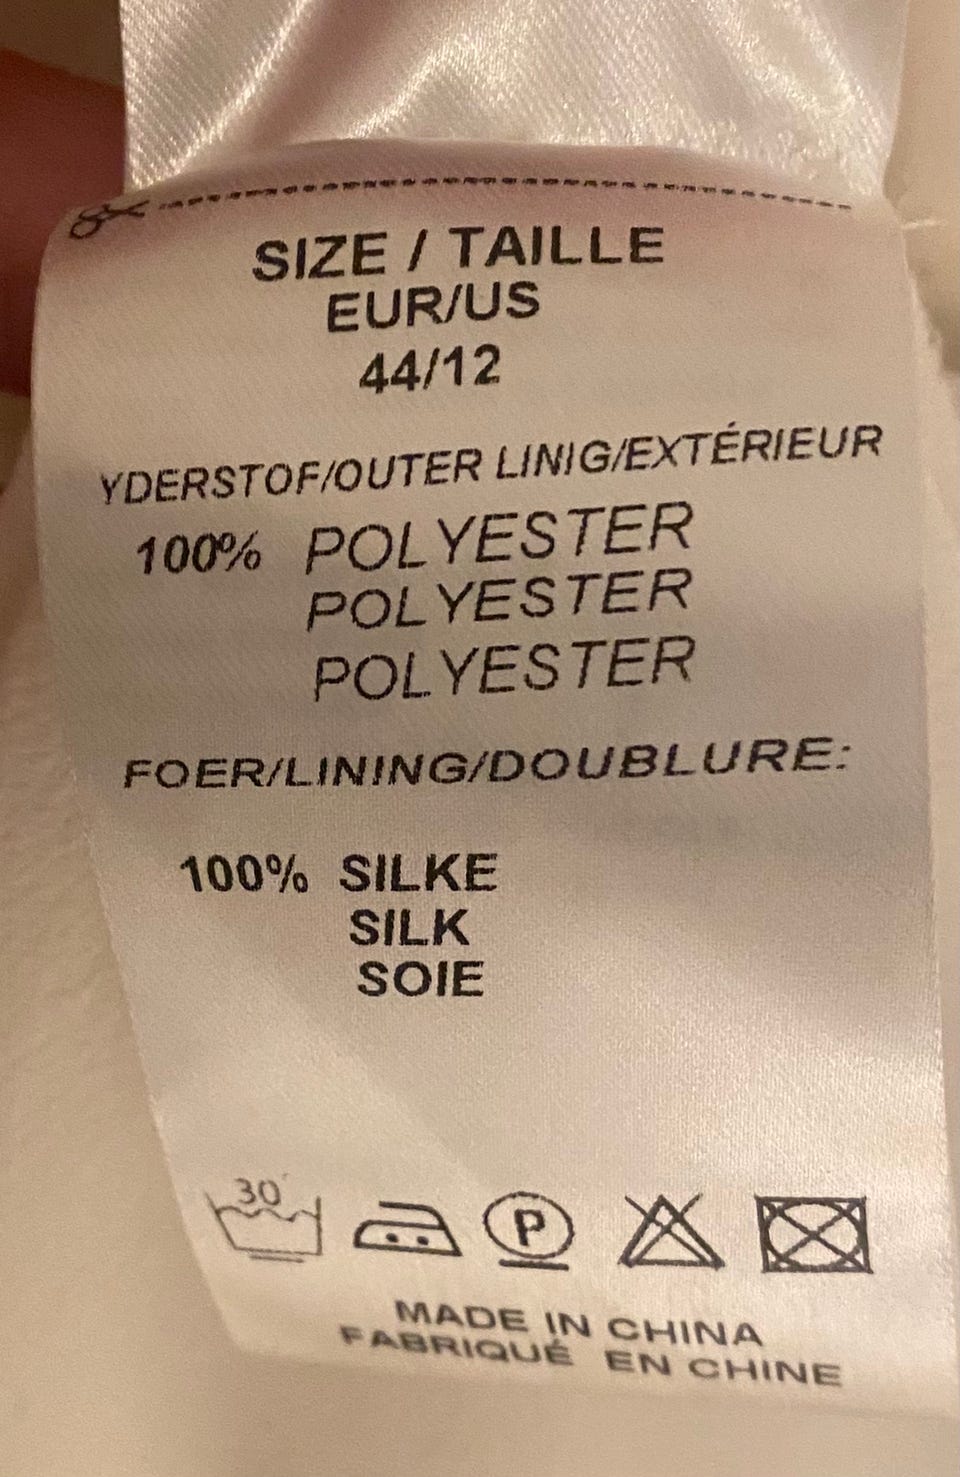 SIZE / TAILLE
EUR/US
44/12
YDERSTOF/OUTER LINIG/EXTÉRIEUR
100% POLYESTER
POLYESTER
POLYESTER
FOER/LINING/DOUBLURE:
100% SILKE
SILK
SOIE
30
P
MADE IN CHINA
FABRIQUÉ EN CHINE